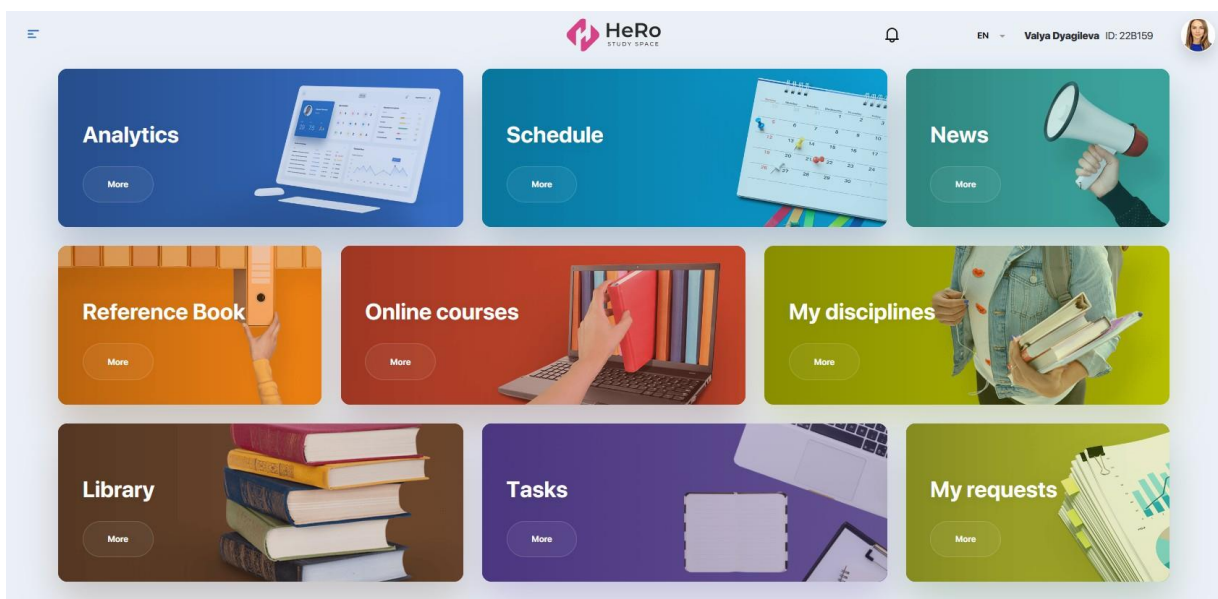 HeRo
STUDY SPACE
EN
Valya Dyagileva ID: 22B159
Analytics
More
Schedule
More
News
More
Reference Book
More
Online courses
More
My disciplines
More
Library
More
Tasks
More
My requests
More